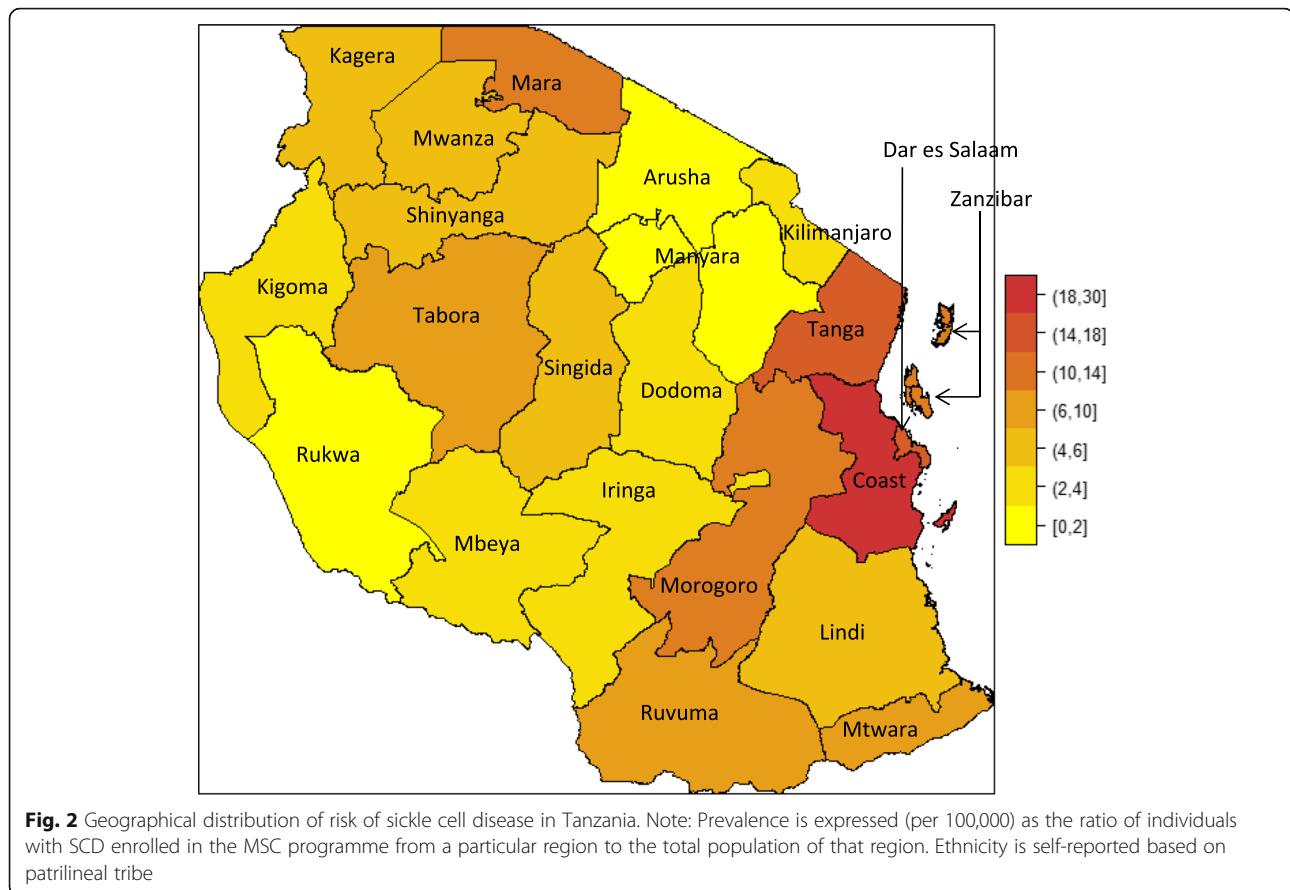 Kagera
Mara
Mwanza
Dar es Salaam
Arusha
Zanzibar
Shinyanga
Kilimanjaro
Manyara
Kigoma
Tabora
Tanga
Singida
Dodoma
Rukwa
Coast
Iringa
Mbeya
Morogoro
Lindi
Ruvuma
Mtwara
(18,30]
(14,18]
(10,14]
(6,10]
(4,6]
(2,4]
[0,2]
Fig. 2 Geographical distribution of risk of sickle cell disease in Tanzania. Note: Prevalence is expressed (per 100,000) as the ratio of individuals
with SCD enrolled in the MSC programme from a particular region to the total population of that region. Ethnicity is self-reported based on
patrilineal tribe